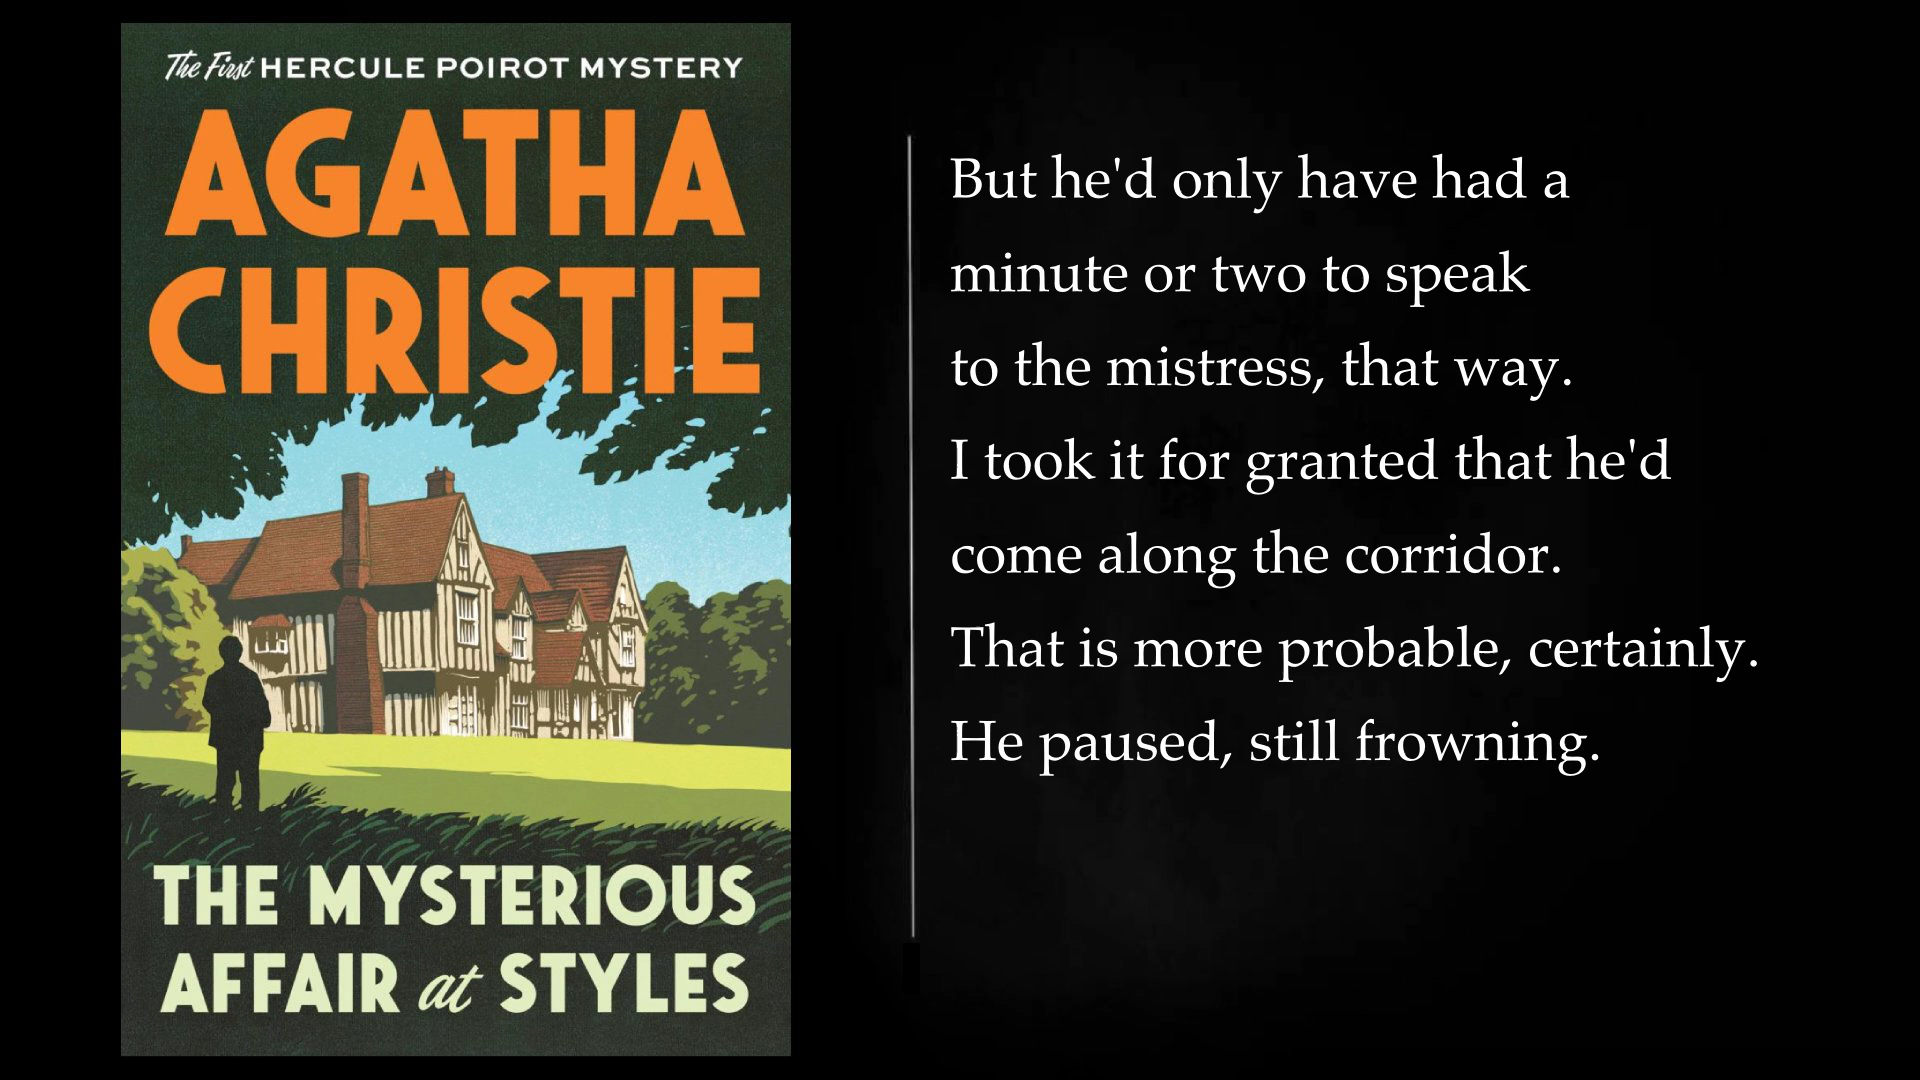 The First HERCULE POIROT MYSTERY
AGATHA
CHRISTIE
THE MYSTERIOUS
AFFAIR at STYLES
But he'd only have had a
minute or two to speak
to the mistress, that way.
I took it for granted that he'd
come along the corridor.
That is more probable, certainly.
He paused, still frowning.